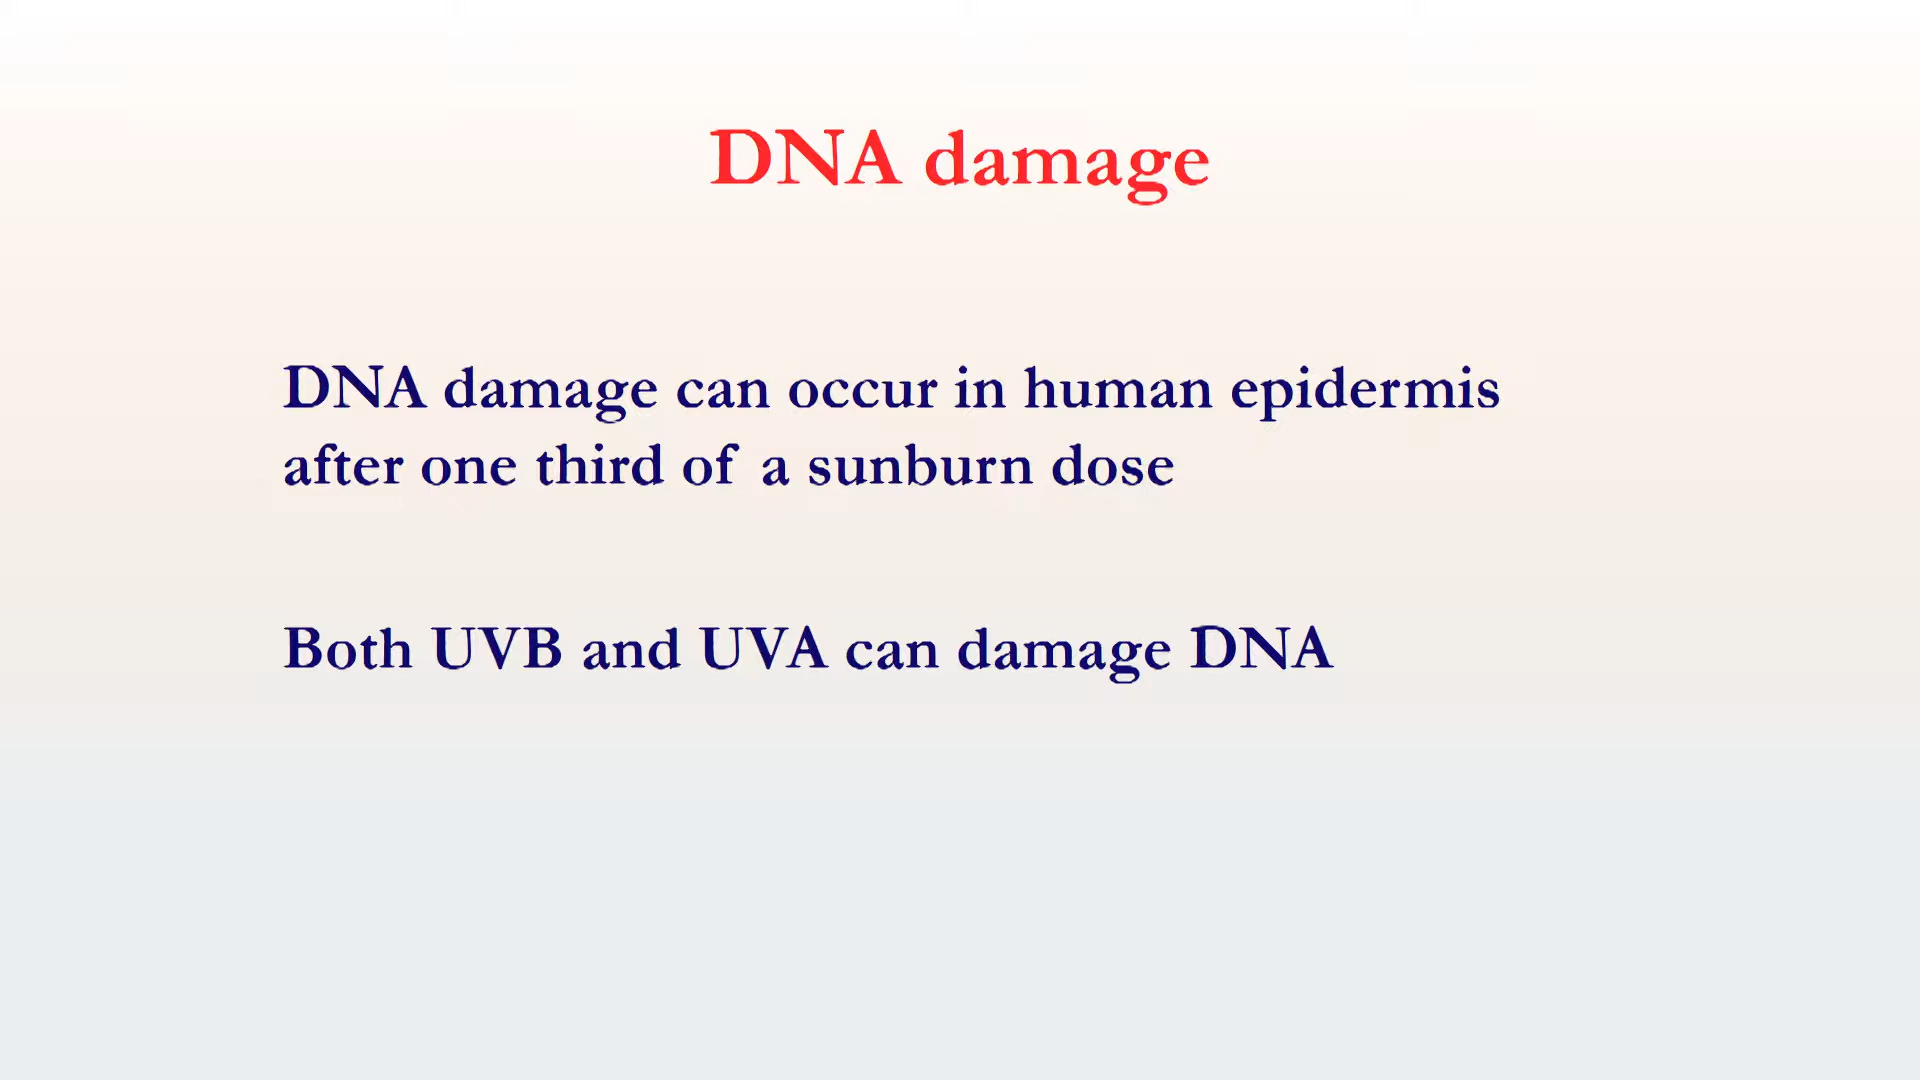 DNA damage
DNA damage can occur in human epidermis
after one third of a sunburn dose
Both UVB and UVA can damage DNA